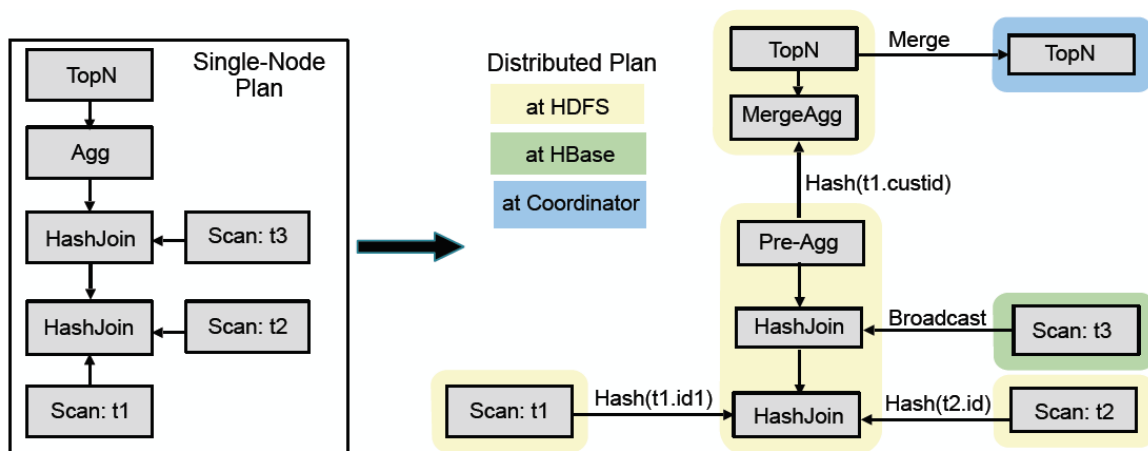 Single-Node
Plan
TopN
Agg
HashJoin
Scan: t3
HashJoin
Scan: t2
Scan: t1
Distributed Plan
at HDFS
at HBase
at Coordinator
TopN
Merge
TopN
MergeAgg
Hash(t1.custid)
Pre-Agg
HashJoin
Broadcast
Scan: t3
Scan: t1
Hash(t1.id1)
HashJoin
Hash(t2.id)
Scan: t2